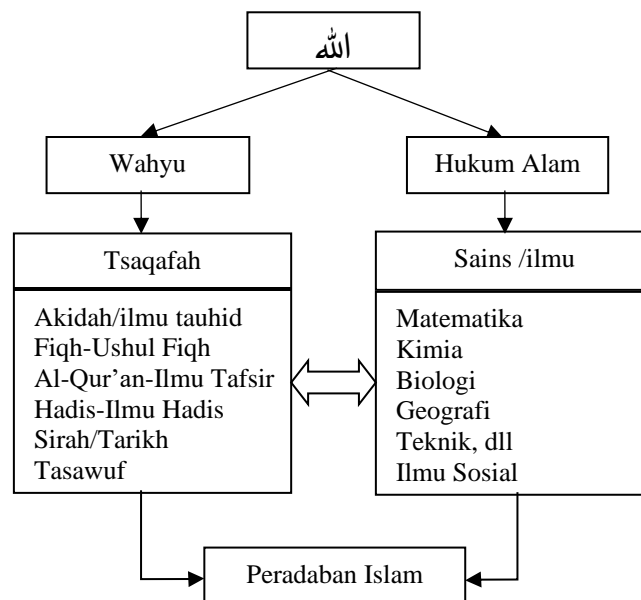 الله
Wahyu
Hukum Alam
Tsaqafah
Akidah/ilmu tauhid
Fiqh-Ushul Fiqh
Al-Qur’an-Ilmu Tafsir
Hadis-Ilmu Hadis
Sirah/Tarikh
Tasawuf
Sains /ilmu
Matematika
Kimia
Biologi
Geografi
Teknik, dll
Ilmu Sosial
Peradaban Islam